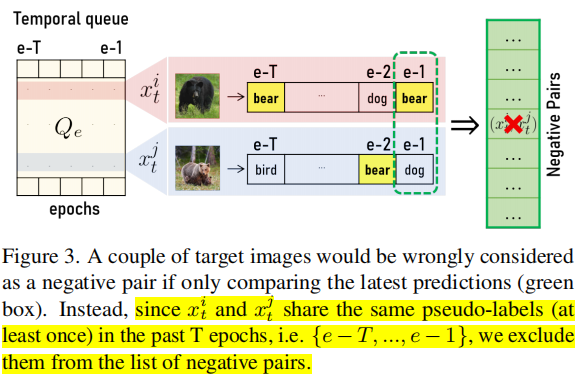 Temporal queue
e-T e-1
Q_e
epochs
x_t^i
e-T e-2 e-1
bear ... dog bear
x_t^j
e-T e-2 e-1
bird ... bear dog
Negative Pairs
...
...
...
(x t^j)
...
...
...
Figure 3. A couple of target images would be wrongly considered
as a negative pair if only comparing the latest predictions (green
box). Instead, since x_t^i and x_t^j share the same pseudo-labels (at
least once) in the past T epochs, i.e. {e − T, ..., e − 1}, we exclude
them from the list of negative pairs.